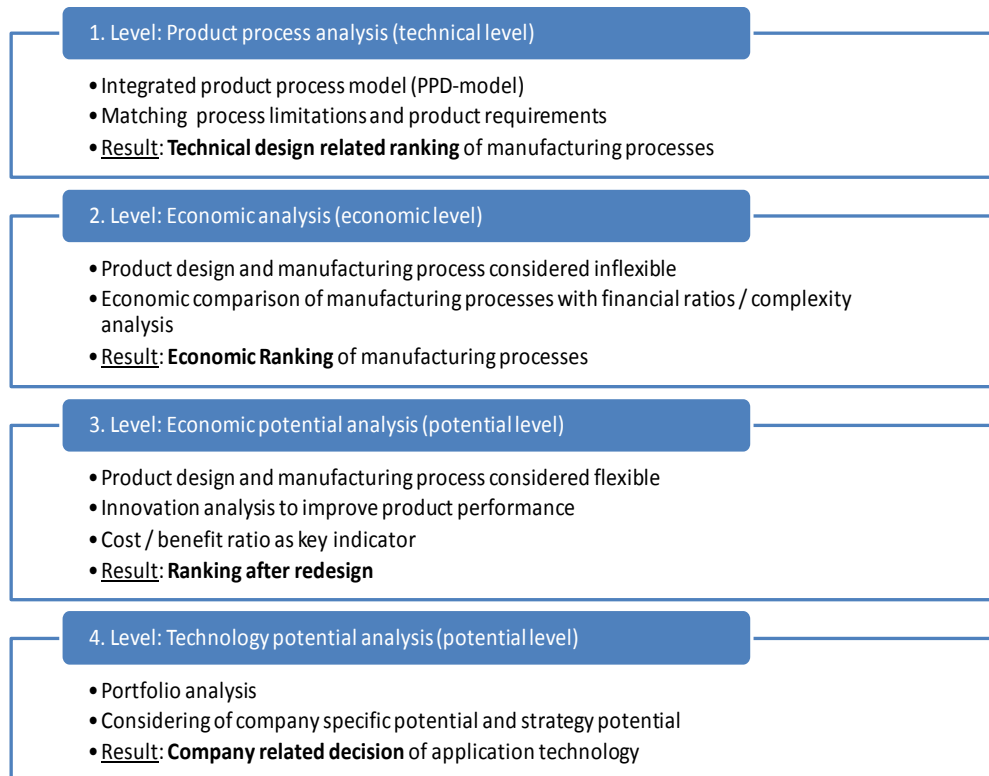 1. Level: Product process analysis (technical level)
• Integrated product process model (PPD-model)
• Matching process limitations and product requirements
• Result: Technical design related ranking of manufacturing processes
2. Level: Economic analysis (economic level)
• Product design and manufacturing process considered inflexible
• Economic comparison of manufacturing processes with financial ratios / complexity
analysis
• Result: Economic Ranking of manufacturing processes
3. Level: Economic potential analysis (potential level)
• Product design and manufacturing process considered flexible
• Innovation analysis to improve product performance
• Cost / benefit ratio as key indicator
• Result: Ranking after redesign
4. Level: Technology potential analysis (potential level)
• Portfolio analysis
• Considering of company specific potential and strategy potential
• Result: Company related decision of application technology